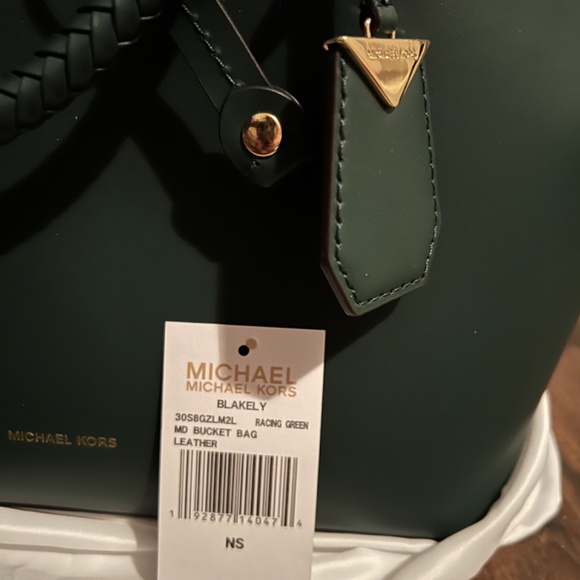 MICHAEL
MICHAEL KORS
BLAKELY
30S8GZLM2L RACING GREEN
MD BUCKET BAG
LEATHER
1 92877 14047 4
NS
MICHAEL KORS